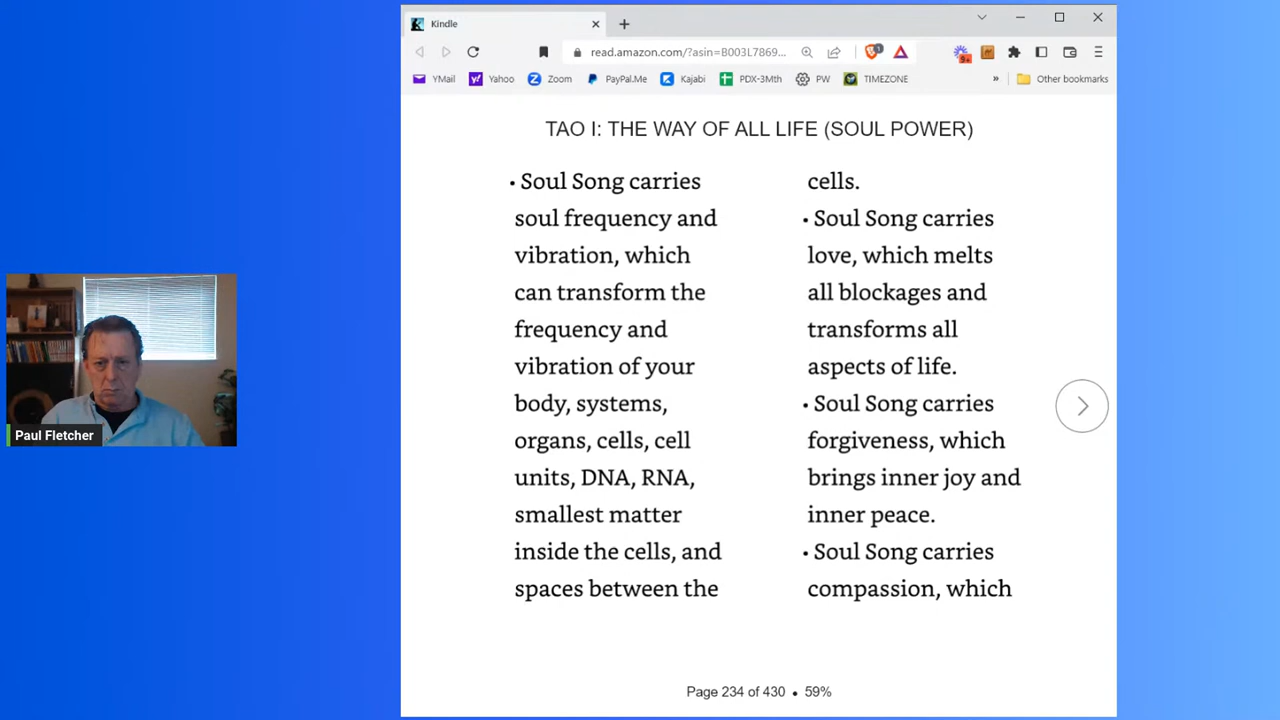 Kindle
read.amazon.com/?asin=B003L7869...
1
9+
YMail
Yahoo
Zoom
PayPal.Me
Kajabi
PDX-3Mth
PW
TIMEZONE
»
Other bookmarks
TAO I: THE WAY OF ALL LIFE (SOUL POWER)
• Soul Song carries
soul frequency and
vibration, which
can transform the
frequency and
vibration of your
body, systems,
organs, cells, cell
units, DNA, RNA,
smallest matter
inside the cells, and
spaces between the
cells.
• Soul Song carries
love, which melts
all blockages and
transforms all
aspects of life.
• Soul Song carries
forgiveness, which
brings inner joy and
inner peace.
• Soul Song carries
compassion, which
Page 234 of 430 • 59%
Paul Fletcher